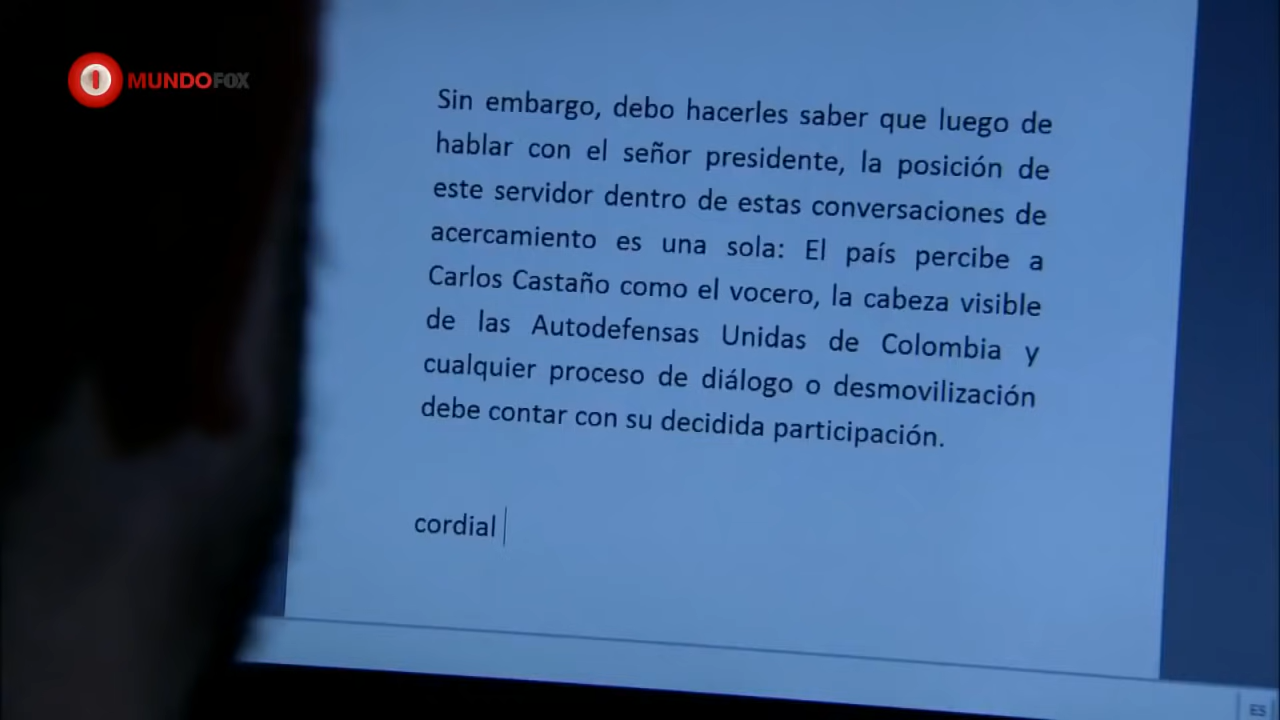 MUNDOFOX
Sin embargo, debo hacerles saber que luego de
hablar con el señor presidente, la posición de
este servidor dentro de estas conversaciones de
acercamiento es una sola: El país percibe a
Carlos Castaño como el vocero, la cabeza visible
de las Autodefensas Unidas de Colombia y
cualquier proceso de diálogo o desmovilización
debe contar con su decidida participación.
cordial
ES